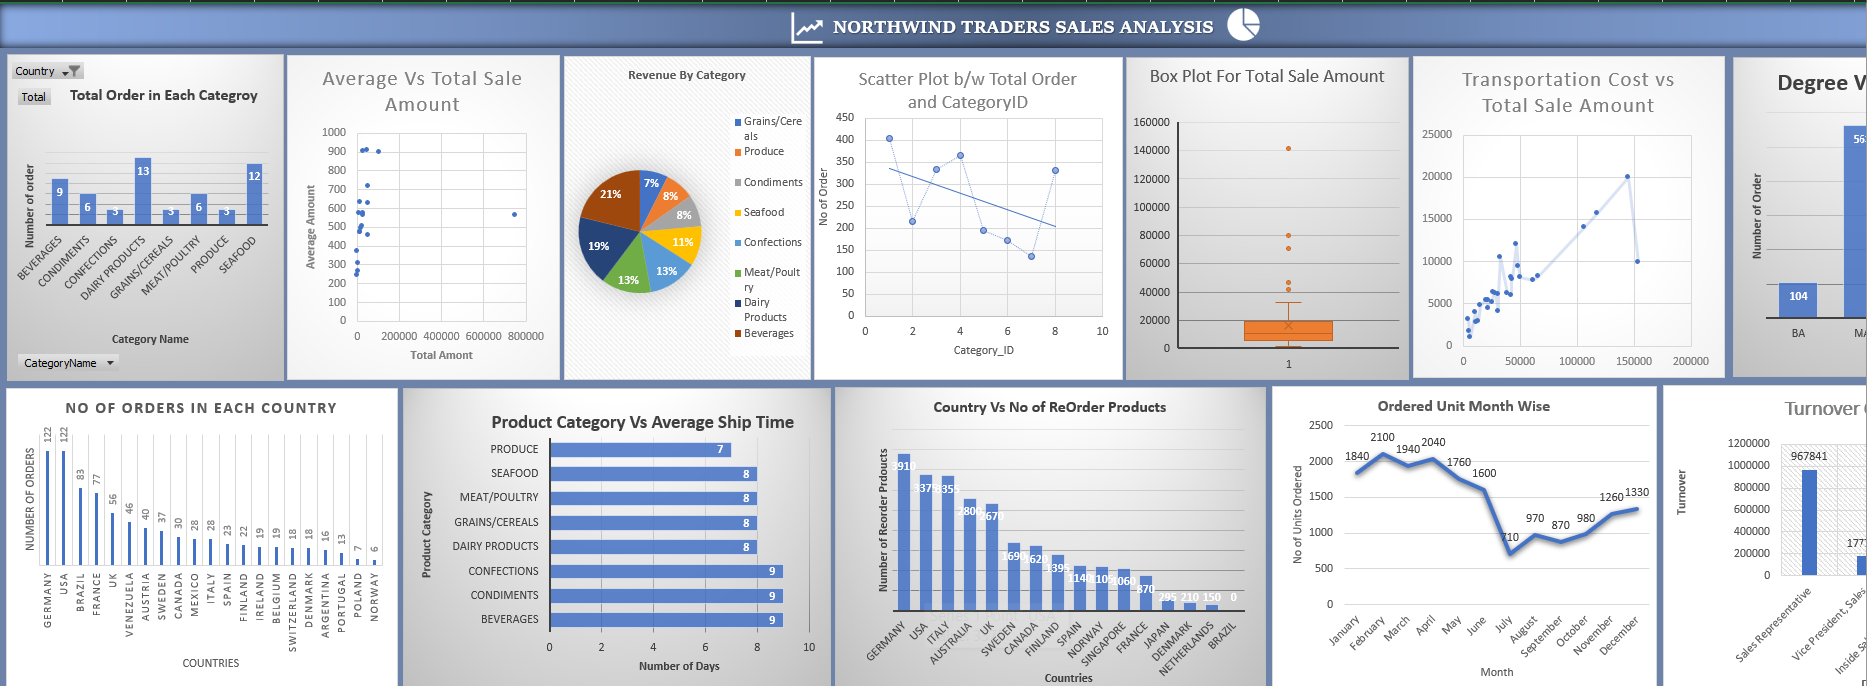 NORTHWIND TRADERS SALES ANALYSIS
Country
Total
Total Order in Each Categroy
Number of order
9
6
3
13
3
6
3
12
BEVERAGES
CONDIMENTS
CONFECTIONS
DAIRY PRODUCTS
GRAINS/CEREALS
MEAT/POULTRY
PRODUCE
SEAFOOD
Category Name
CategoryName
Average Vs Total Sale
Amount
Average Amount
1000
900
800
700
600
500
400
300
200
100
0
0 200000 400000 600000 800000
Total Amont
Revenue By Category
7%
8%
8%
11%
13%
13%
19%
21%
Grains/Cere
als
Produce
Condiments
Seafood
Confections
Meat/Poult
ry
Dairy
Products
Beverages
Scatter Plot b/w Total Order
and CategoryID
No of Order
450
400
350
300
250
200
150
100
50
0
0 2 4 6 8 10
Category_ID
Box Plot For Total Sale Amount
160000
140000
120000
100000
80000
60000
40000
20000
0
1
Transportation Cost vs
Total Sale Amount
25000
20000
15000
10000
5000
0
0 50000 100000 150000 200000
Degree V
Number of Order
104
BA
NO OF ORDERS IN EACH COUNTRY
NUMBER OF ORDERS
122
122
83
77
56
46
40
37
30
28
28
23
22
19
19
18
18
16
13
7
6
GERMANY
USA
BRAZIL
FRANCE
UK
VENEZUELA
AUSTRIA
SWEDEN
CANADA
MEXICO
ITALY
SPAIN
FINLAND
IRELAND
BELGIUM
SWITZERLAND
DENMARK
ARGENTINA
PORTUGAL
POLAND
NORWAY
COUNTRIES
Product Category Vs Average Ship Time
Product Category
PRODUCE 7
SEAFOOD 8
MEAT/POULTRY 8
GRAINS/CEREALS 8
DAIRY PRODUCTS 8
CONFECTIONS 9
CONDIMENTS 9
BEVERAGES 9
0 2 4 6 8 10
Number of Days
Country Vs No of ReOrder Products
Number of Reorder Prdoucts
3910
3375
3355
2800
2670
1690
1620
1395
1140
1105
1060
870
295
210
150
0
GERMANY
USA
ITALY
AUSTRALIA
UK
SWEDEN
CANADA
FINLAND
SPAIN
NORWAY
SINGAPORE
FRANCE
JAPAN
DENMARK
NETHERLANDS
BRAZIL
Countries
Ordered Unit Month Wise
No of Units Ordered
2500
2000
1500
1000
500
0
1840
2100
1940
2040
1760
1600
710
970
870
980
1260
1330
January
February
March
April
May
June
July
August
September
October
November
December
Month
Turnover
Turnover
1200000
1000000
800000
600000
400000
200000
0
967841
Sales Representative
Vice President, Sales